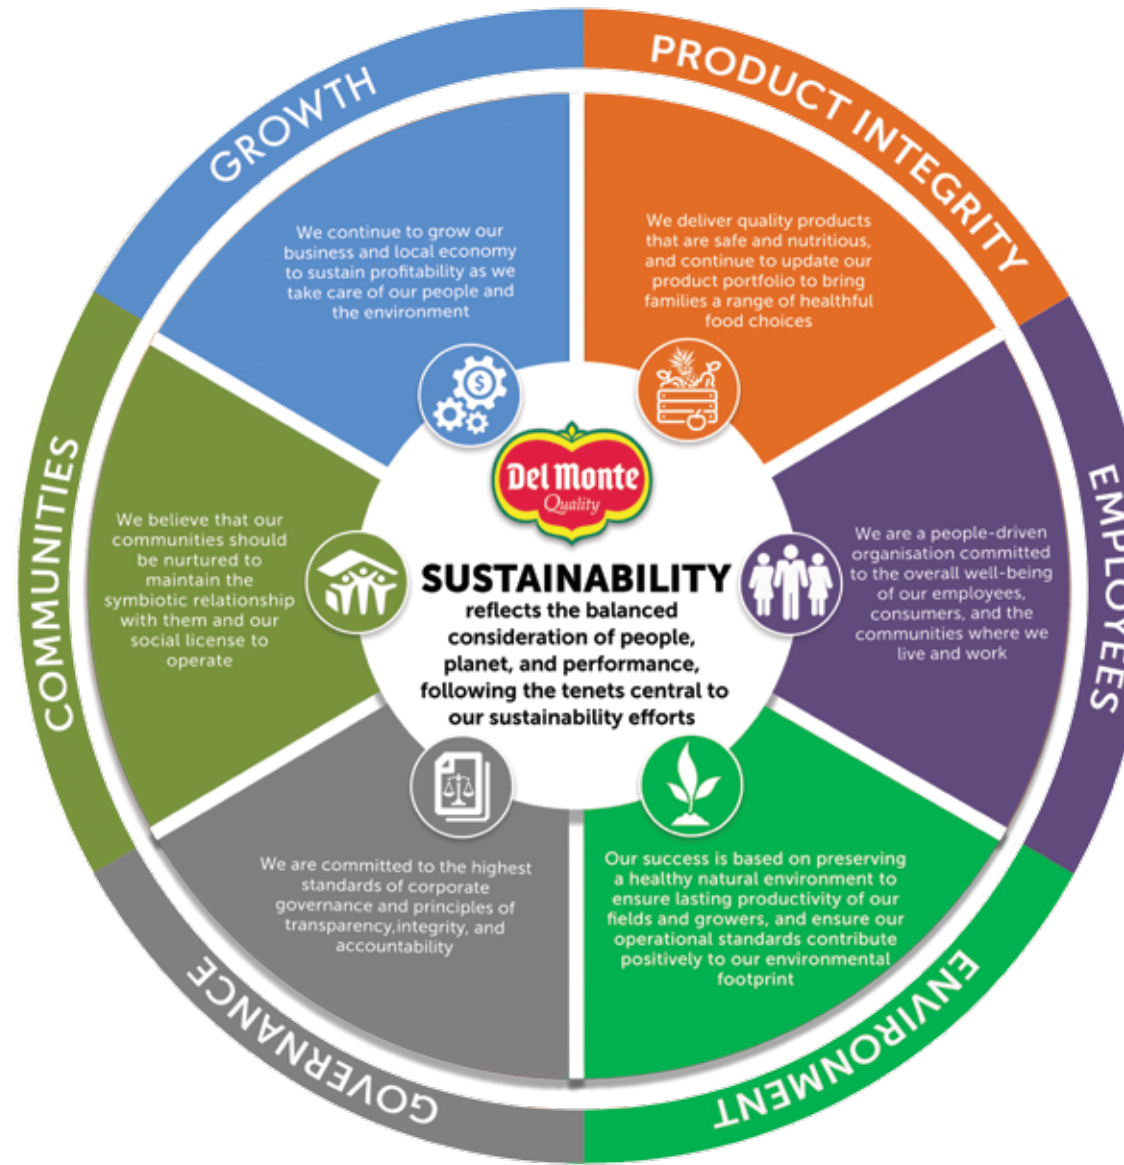 GROWTH
We continue to grow our
business and local economy
to sustain profitability as we
take care of our people and
the environment
PRODUCT INTEGRITY
We deliver quality products
that are safe and nutritious,
and continue to update our
product portfolio to bring
families a range of healthful
food choices
EMPLOYEES
We are a people-driven
organisation committed
to the overall well-being
of our employees,
consumers, and the
communities where we
live and work
ENVIRONMENT
Our success is based on preserving
a healthy natural environment to
ensure lasting productivity of our
fields and growers, and ensure our
operational standards contribute
positively to our environmental
footprint
GOVERNANCE
We are committed to the highest
standards of corporate
governance and principles of
transparency,integrity, and
accountability
COMMUNITIES
We believe that our
communities should
be nurtured to
maintain the
symbiotic relationship
with them and our
social license to
operate
$
Del Monte
Quality
SUSTAINABILITY
reflects the balanced
consideration of people,
planet, and performance,
following the tenets central to
our sustainability efforts